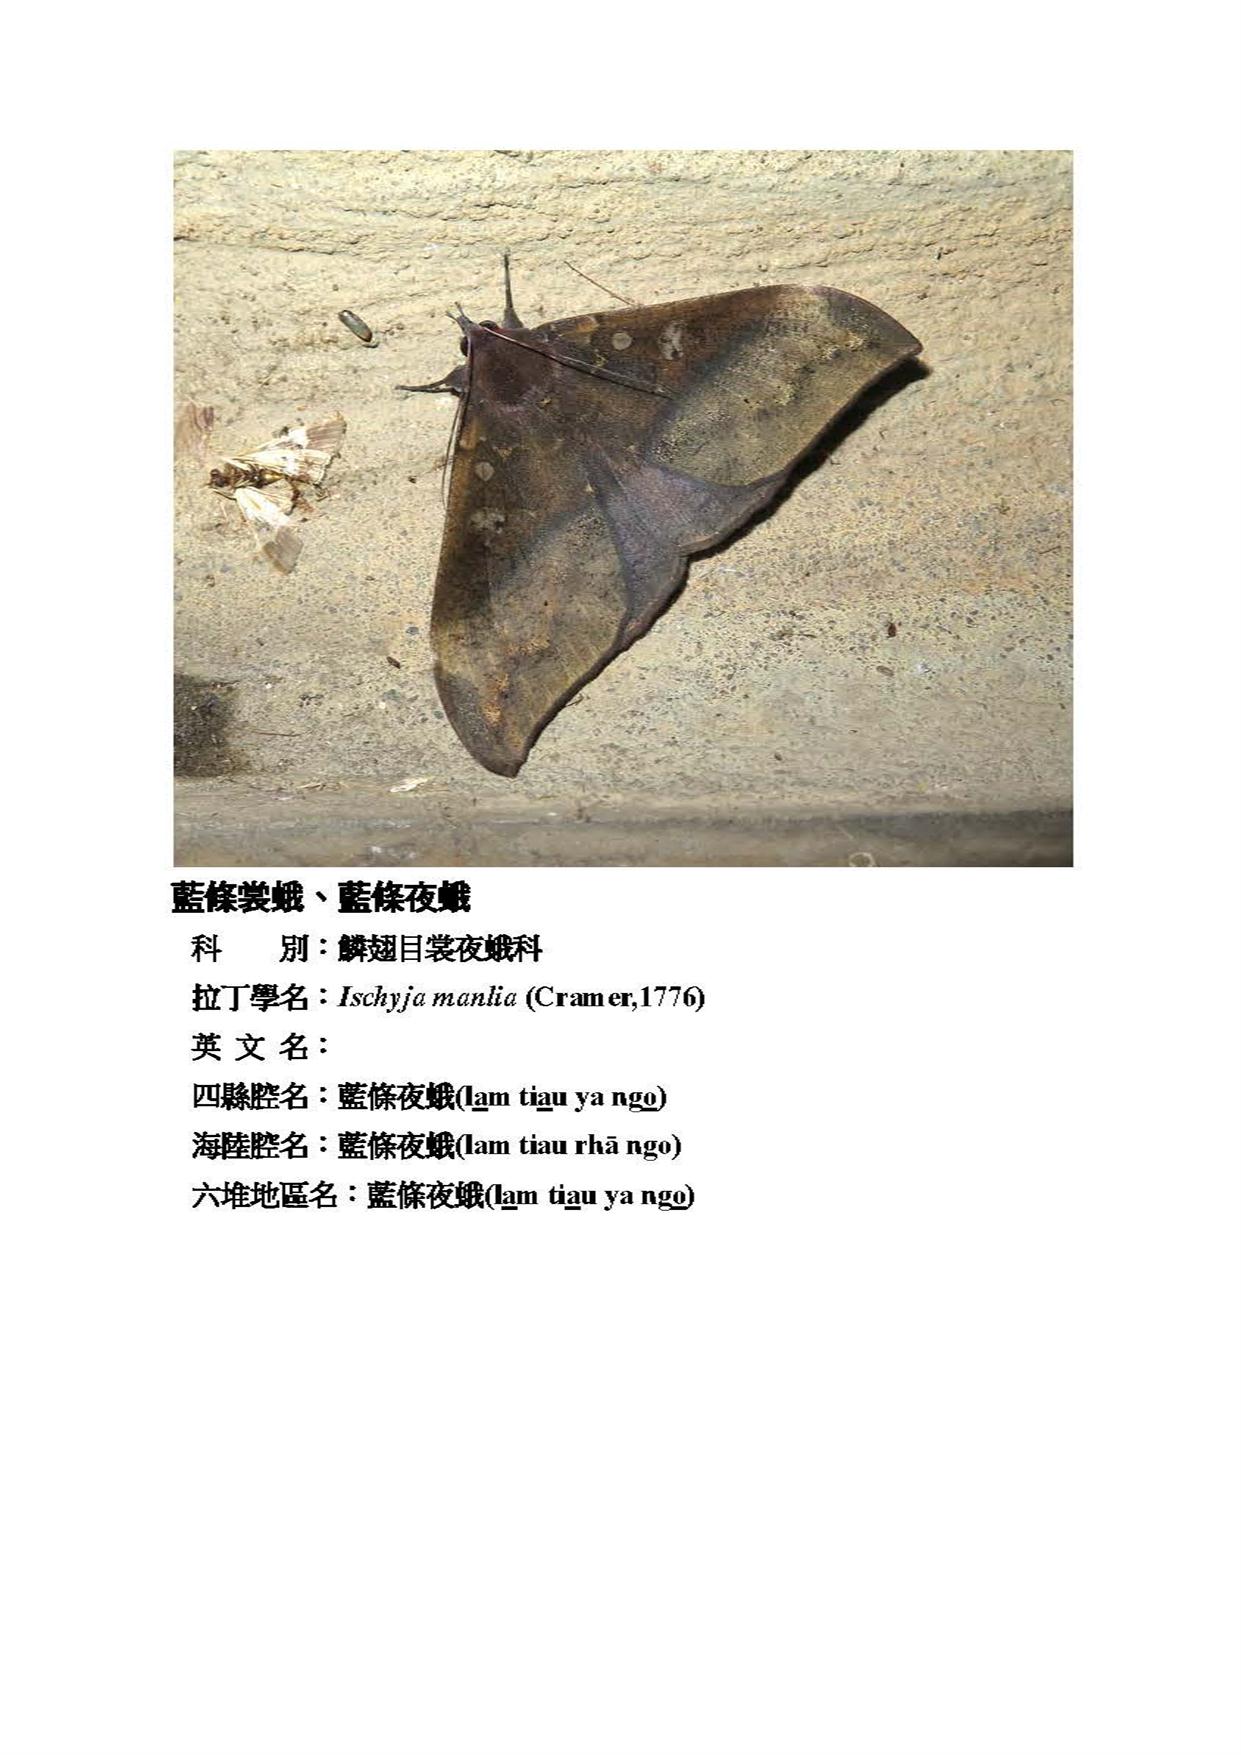 藍條裳蛾、藍條夜蛾
科　　別：鱗翅目裳夜蛾科
拉丁學名：Ischyja manlia (Cramer,1776)
英 文 名：
四縣腔名：藍條夜蛾(lam tiau ya ngo)
海陸腔名：藍條夜蛾(lam tiau rhā ngo)
六堆地區名：藍條夜蛾(lam tiau ya ngo)